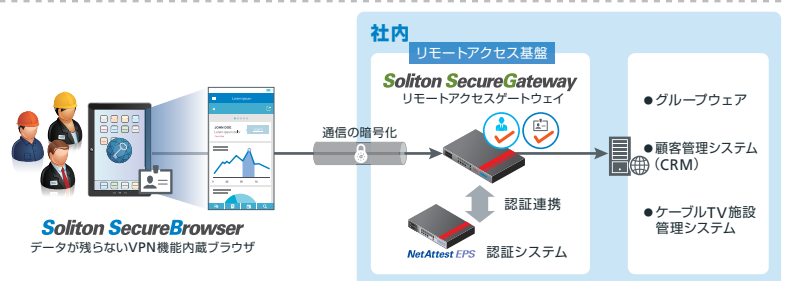 社内
リモートアクセス基盤
Soliton SecureGateway
リモートアクセスゲートウェイ
通信の暗号化
認証連携
NetAttest EPS 認証システム
Soliton SecureBrowser
データが残らないVPN機能内蔵ブラウザ
JOHN DOE
●グループウェア
●顧客管理システム
（CRM）
●ケーブルTV施設
管理システム